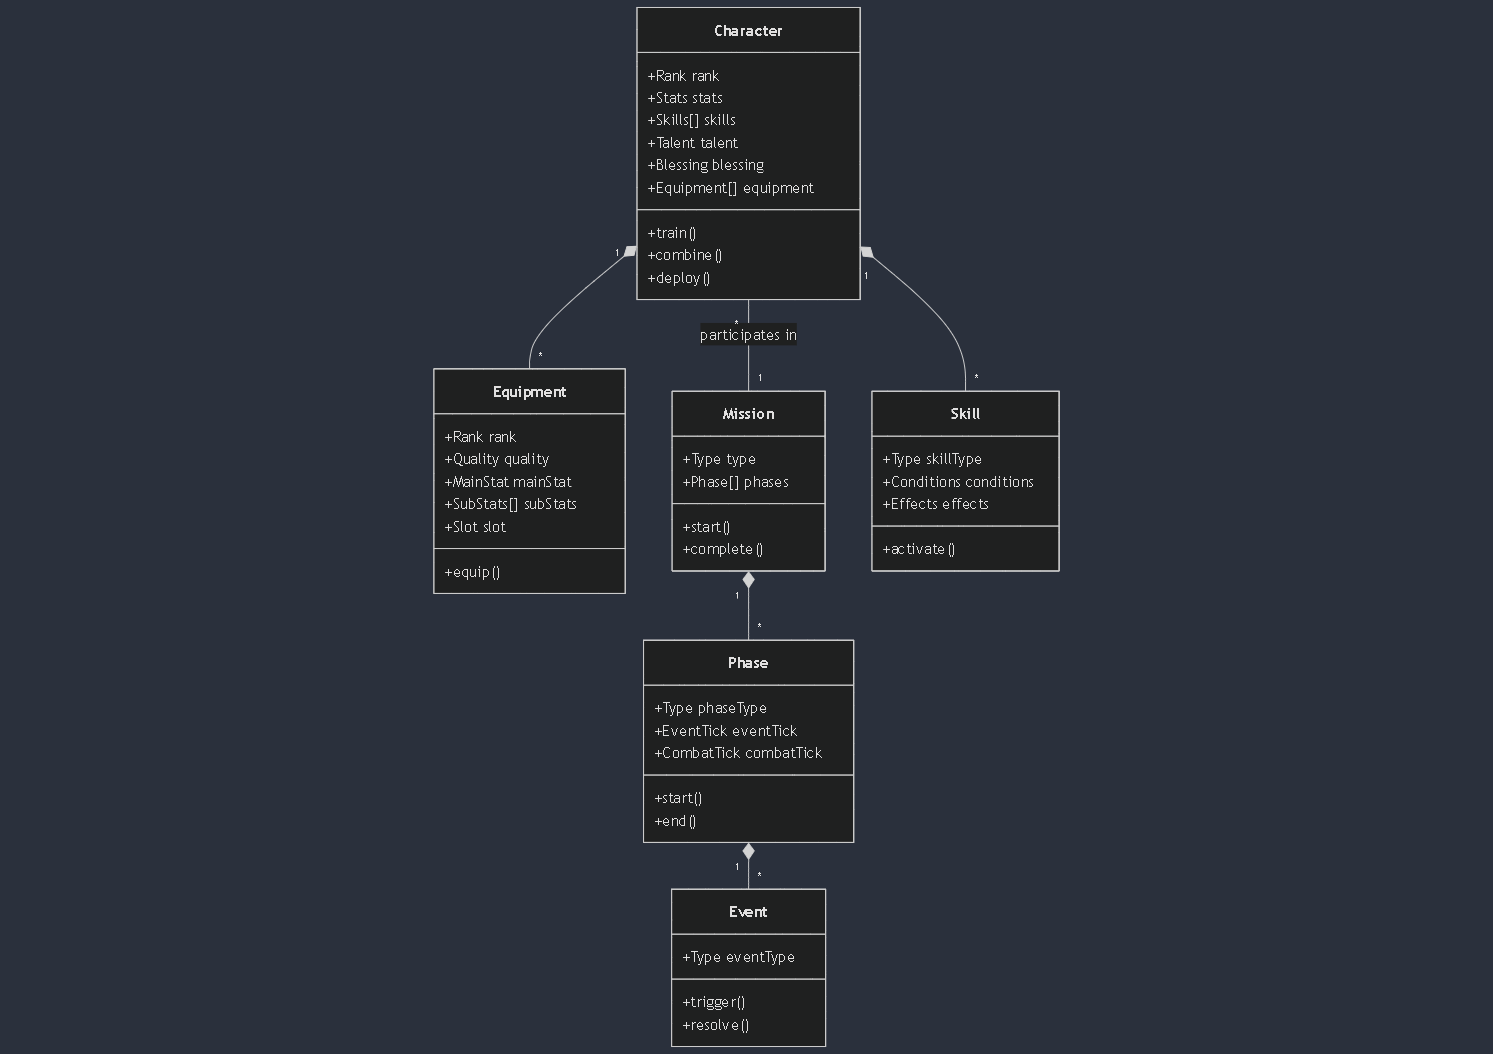 Character
+Rank rank
+Stats stats
+Skills[] skills
+Talent talent
+Blessing blessing
+Equipment[] equipment
+train()
+combine()
+deploy()
1
1
*
participates in
*
1
*
Equipment
+Rank rank
+Quality quality
+MainStat mainStat
+SubStats[] subStats
+Slot slot
+equip()
Mission
+Type type
+Phase[] phases
+start()
+complete()
Skill
+Type skillType
+Conditions conditions
+Effects effects
+activate()
1
*
Phase
+Type phaseType
+EventTick eventTick
+CombatTick combatTick
+start()
+end()
1
*
Event
+Type eventType
+trigger()
+resolve()